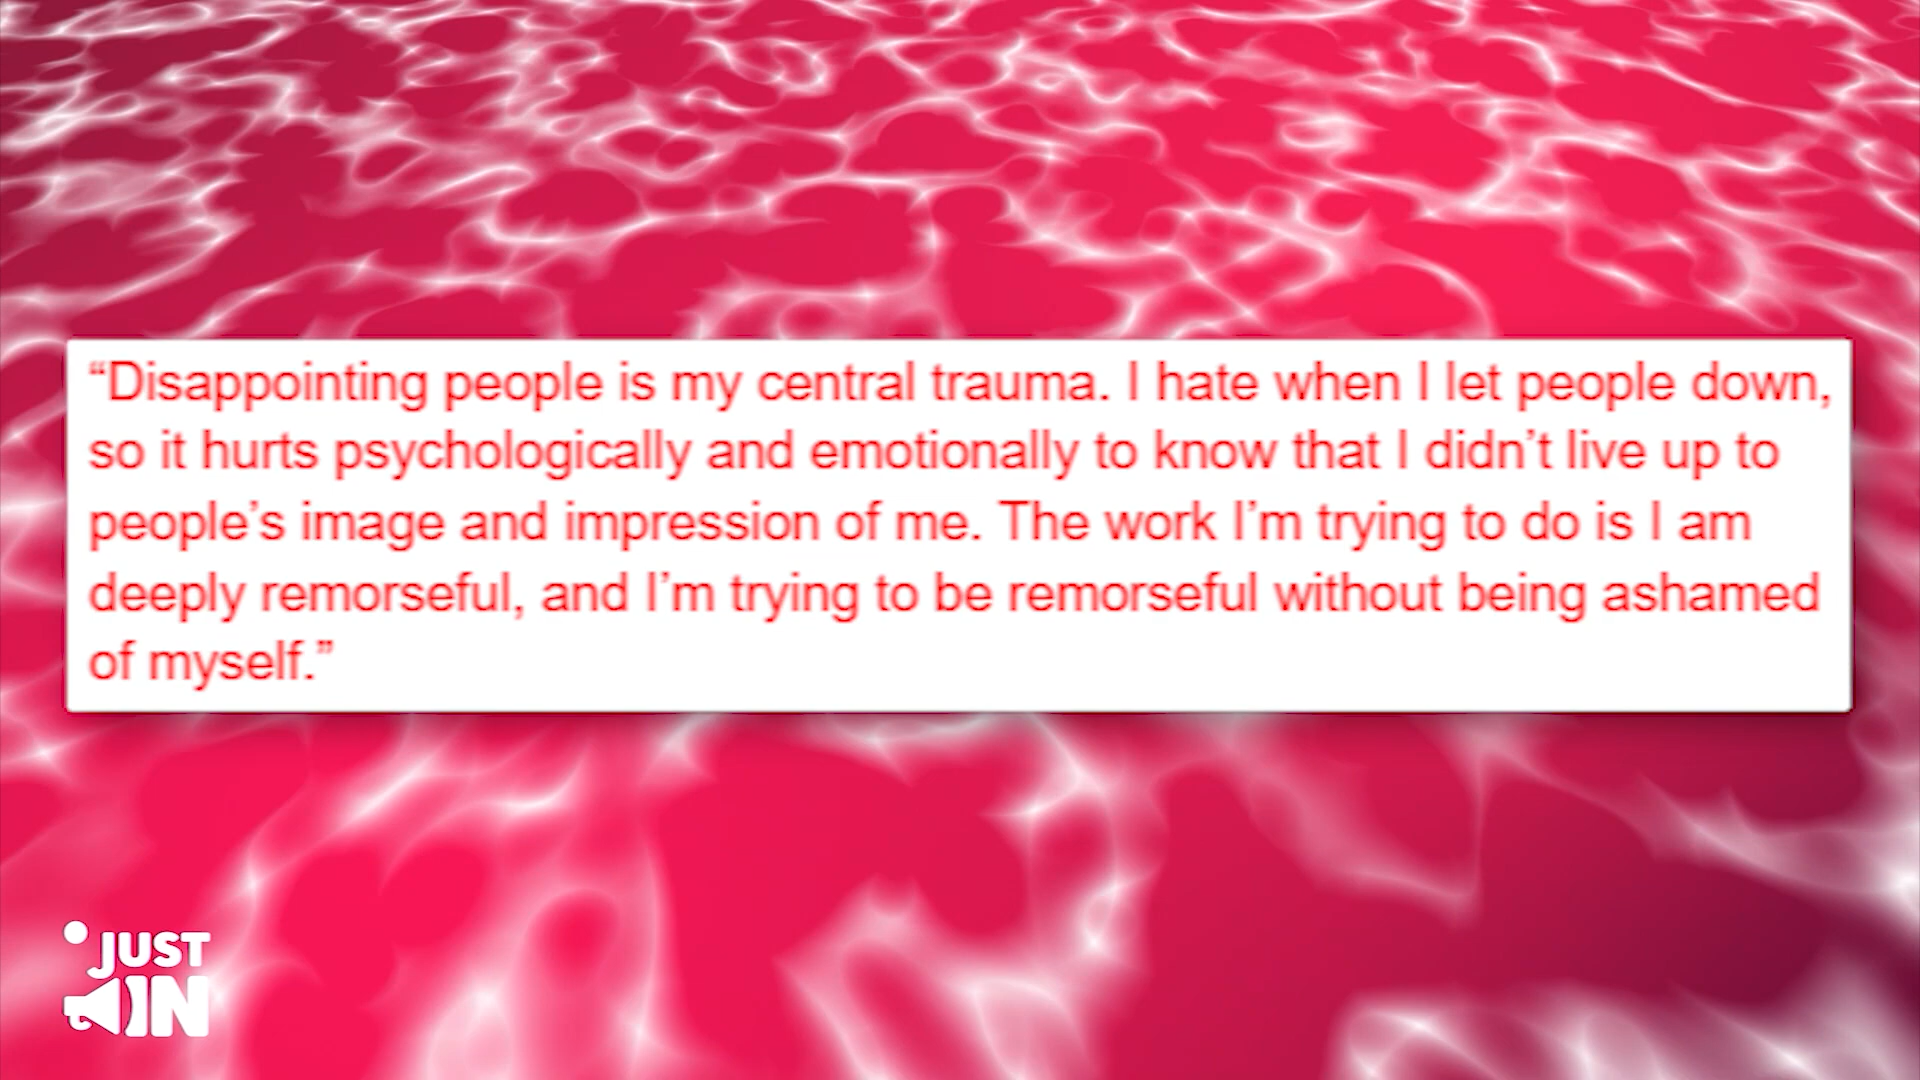 “Disappointing people is my central trauma. I hate when I let people down,
so it hurts psychologically and emotionally to know that I didn’t live up to
people’s image and impression of me. The work I’m trying to do is I am
deeply remorseful, and I’m trying to be remorseful without being ashamed
of myself.”
JUST
IN